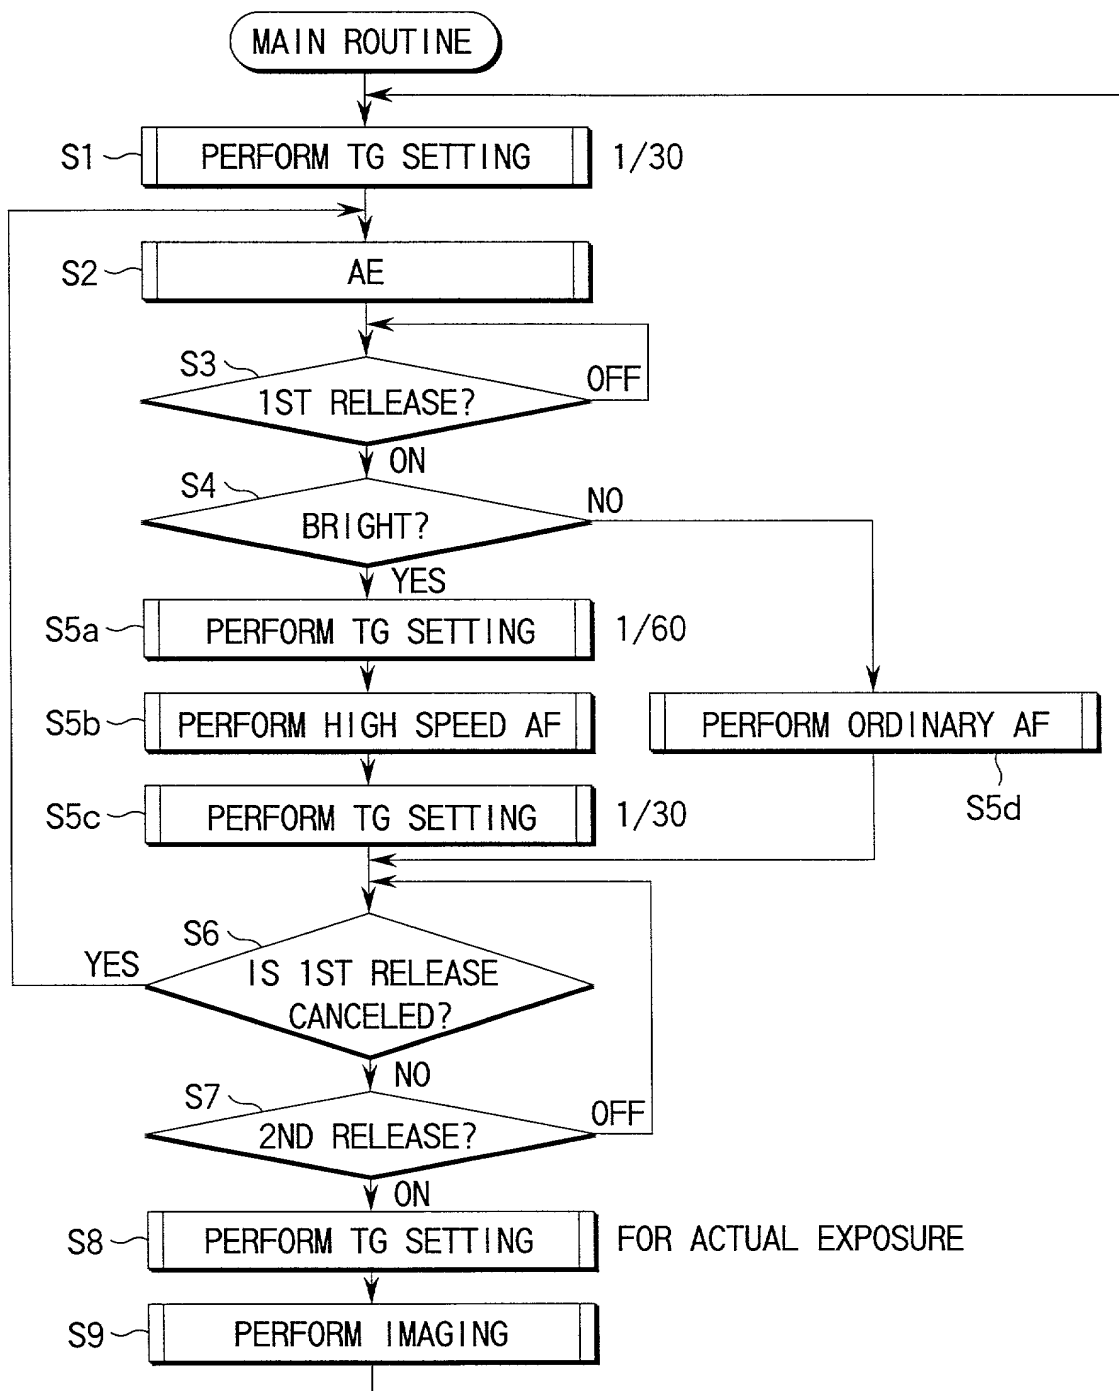 MAIN ROUTINE
S1 PERFORM TG SETTING 1/30
S2 AE
S3 1ST RELEASE? OFF
ON
S4 BRIGHT? NO
YES
S5a PERFORM TG SETTING 1/60
S5b PERFORM HIGH SPEED AF PERFORM ORDINARY AF
S5c PERFORM TG SETTING 1/30 S5d
S6
YES IS 1ST RELEASE
CANCELED?
NO
S7 2ND RELEASE? OFF
ON
S8 PERFORM TG SETTING FOR ACTUAL EXPOSURE
S9 PERFORM IMAGING